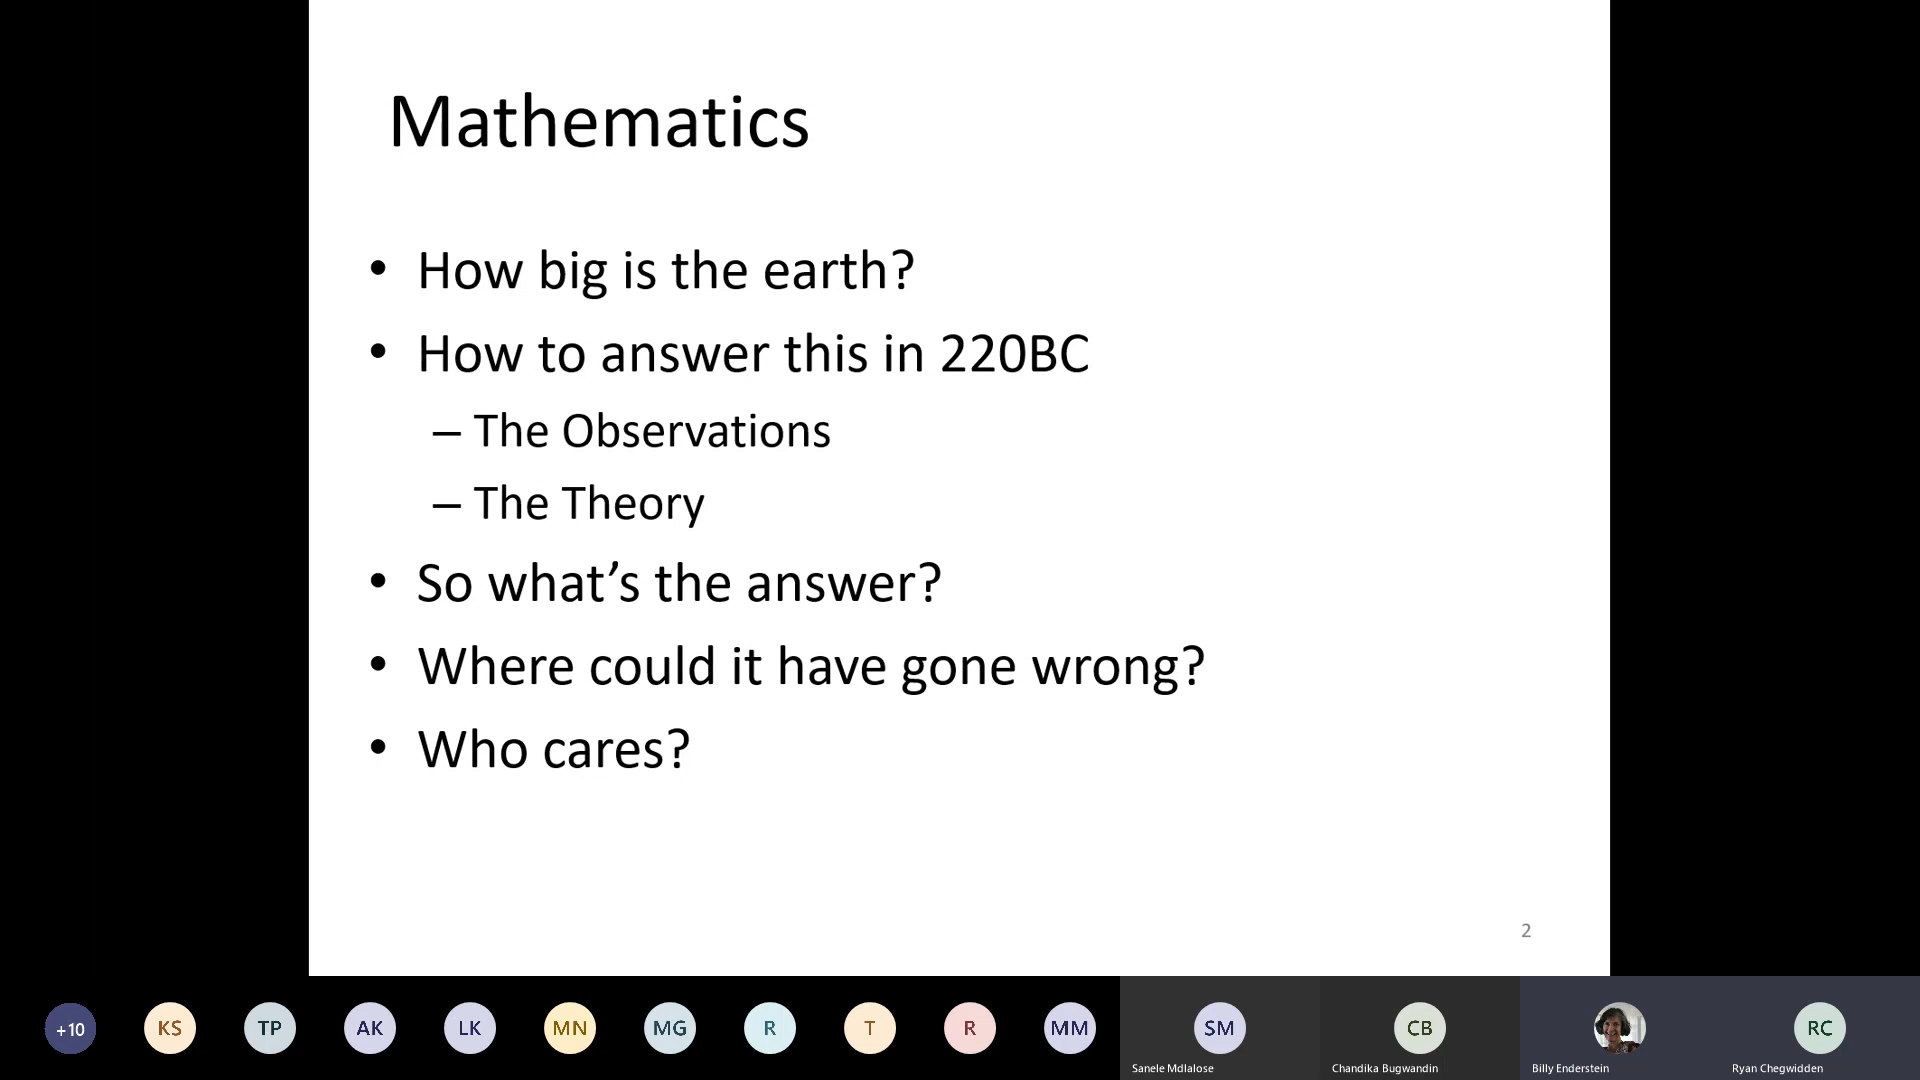 Mathematics
• How big is the earth?
• How to answer this in 220BC
– The Observations
– The Theory
• So what’s the answer?
• Where could it have gone wrong?
• Who cares?
2
+10 KS TP AK LK MN MG R T R MM SM CB RC
Sanele Mdlalose Chandika Bugwandin Billy Enderstein Ryan Chegwidden